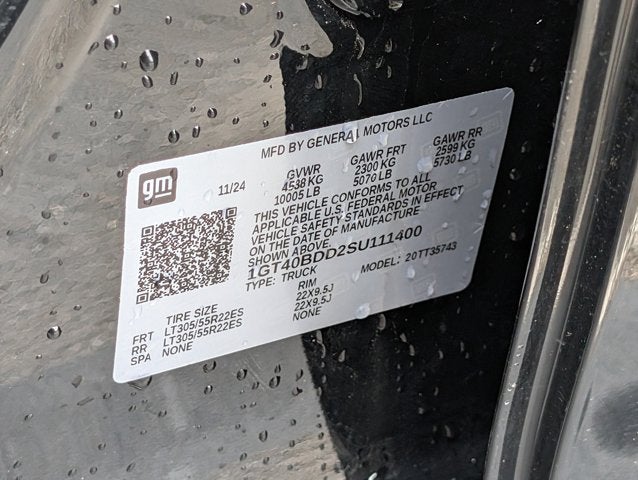 MFD BY GENERAL MOTORS LLC
gm
11/24
GVWR GAWR FRT GAWR RR
4538 KG 2300 KG 2599 KG
10005 LB 5070 LB 5730 LB
THIS VEHICLE CONFORMS TO ALL
APPLICABLE U.S. FEDERAL MOTOR
VEHICLE SAFETY STANDARDS IN EFFECT
ON THE DATE OF MANUFACTURE
SHOWN ABOVE.
1GT40BDD2SU111400
TYPE: TRUCK MODEL: 20TT35743
TIRE SIZE RIM
FRT LT305/55R22ES 22X9.5J
RR LT305/55R22ES 22X9.5J
SPA NONE NONE